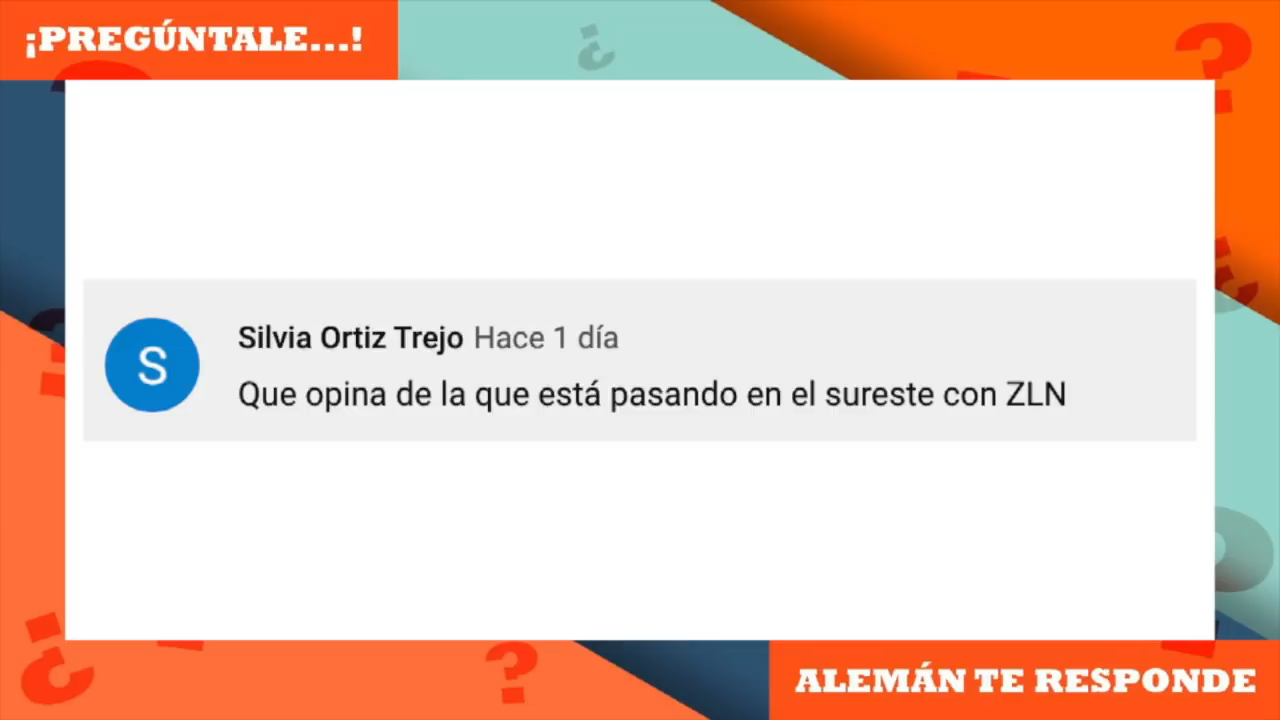 ¡PREGÚNTALE...!
S
Silvia Ortiz Trejo Hace 1 día
Que opina de la que está pasando en el sureste con ZLN
ALEMÁN TE RESPONDE